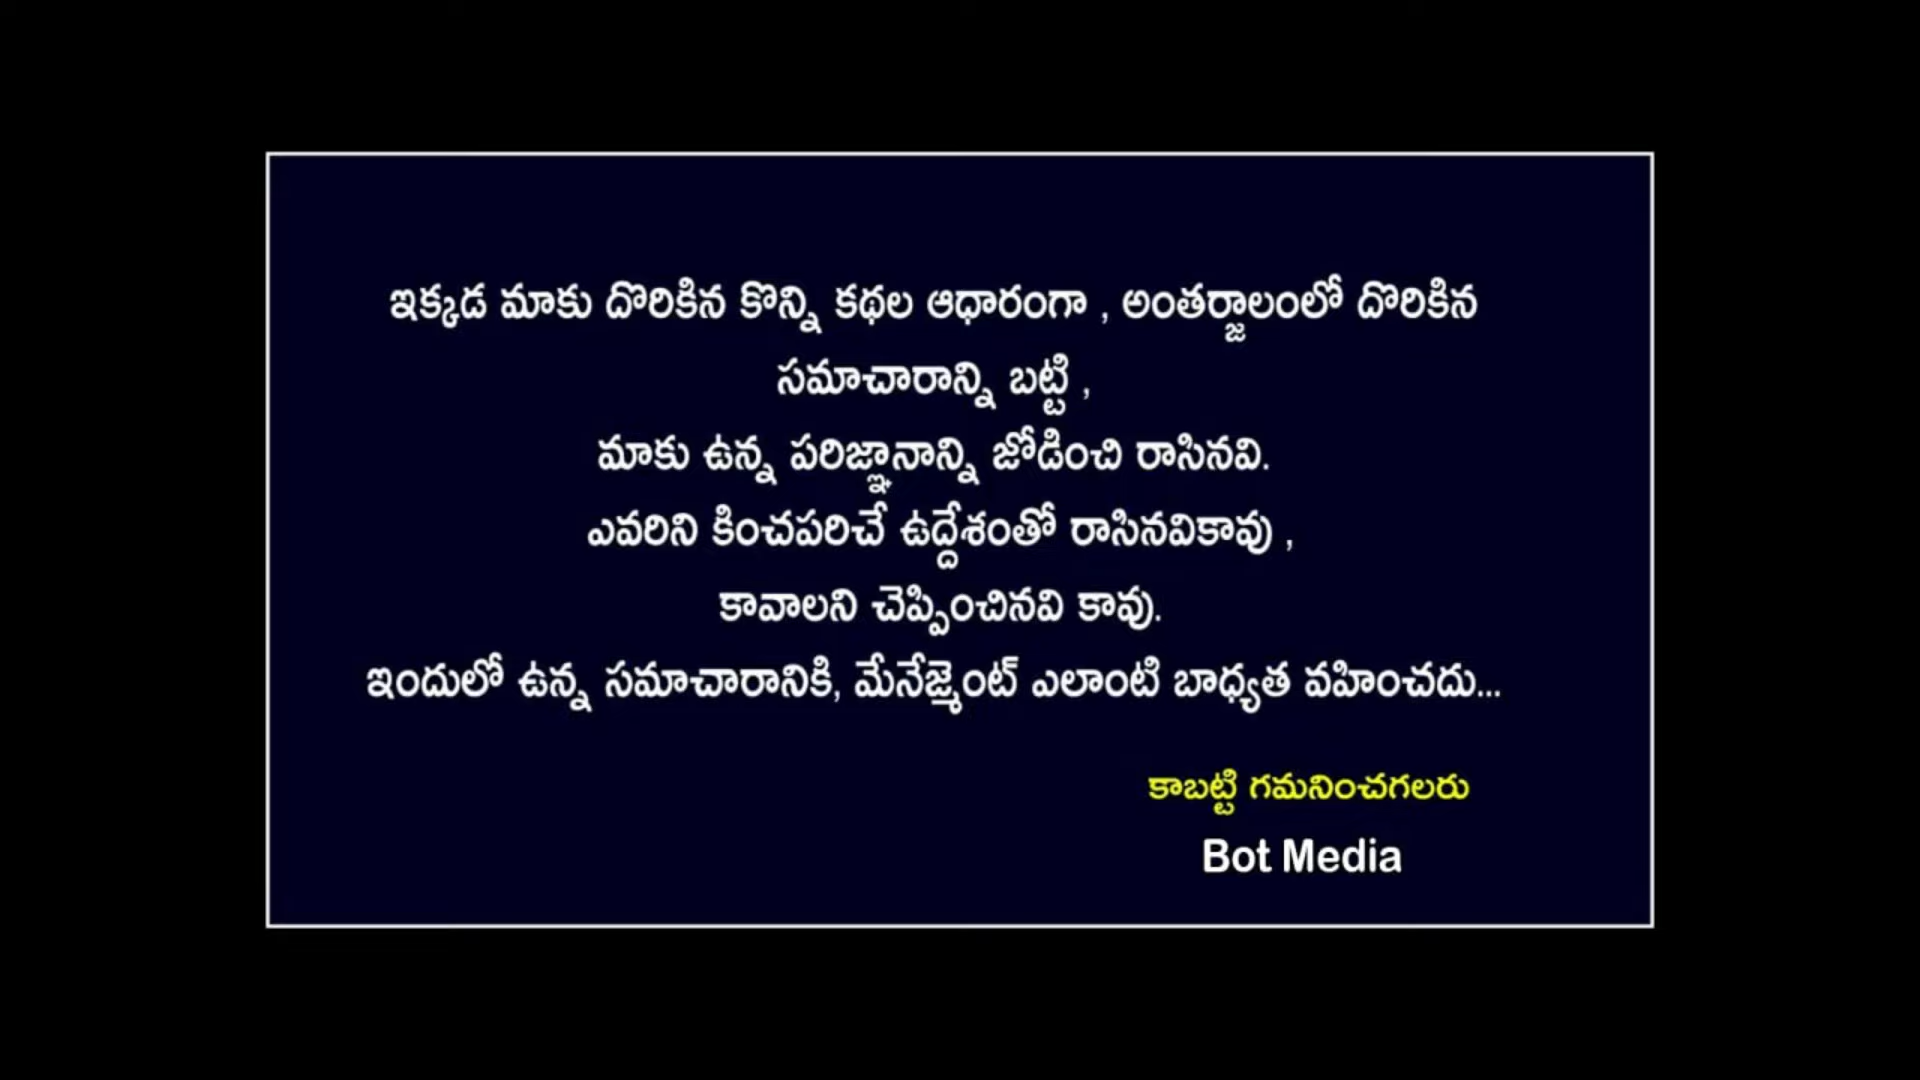 ఇక్కడ మాకు దొరికిన కొన్ని కథల ఆధారంగా , అంతర్జాలంలో దొరికిన
సమాచారాన్ని బట్టి ,
మాకు ఉన్న పరిజ్ఞానాన్ని జోడించి రాసినవి.
ఎవరిని కించపరిచే ఉద్దేశంతో రాసినవికావు ,
కావాలని చెప్పించినవి కావు.
ఇందులో ఉన్న సమాచారానికి, మేనేజ్మెంట్ ఎలాంటి బాధ్యత వహించదు...
కాబట్టి గమనించగలరు
Bot Media